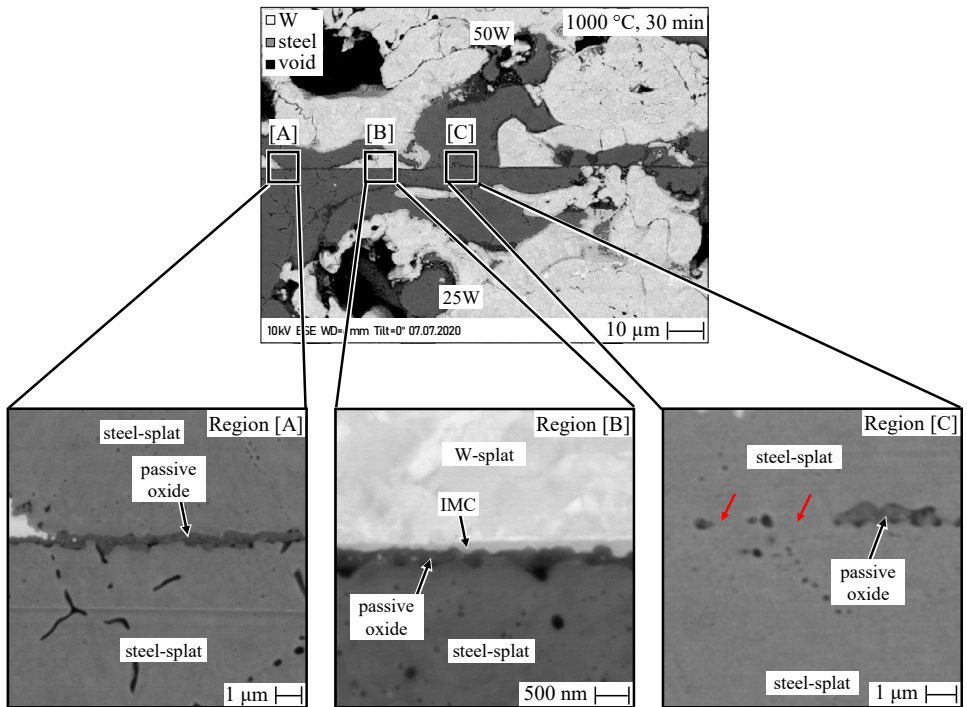 W
steel
void
1000 °C, 30 min
50W
[A]
[B]
[C]
25W
10kV BSE WD= mm Tilt=0° 07.07.2020
10 µm
Region [A]
steel-splat
passive
oxide
steel-splat
1 µm
Region [B]
W-splat
IMC
passive
oxide
steel-splat
500 nm
Region [C]
steel-splat
passive
oxide
steel-splat
1 µm